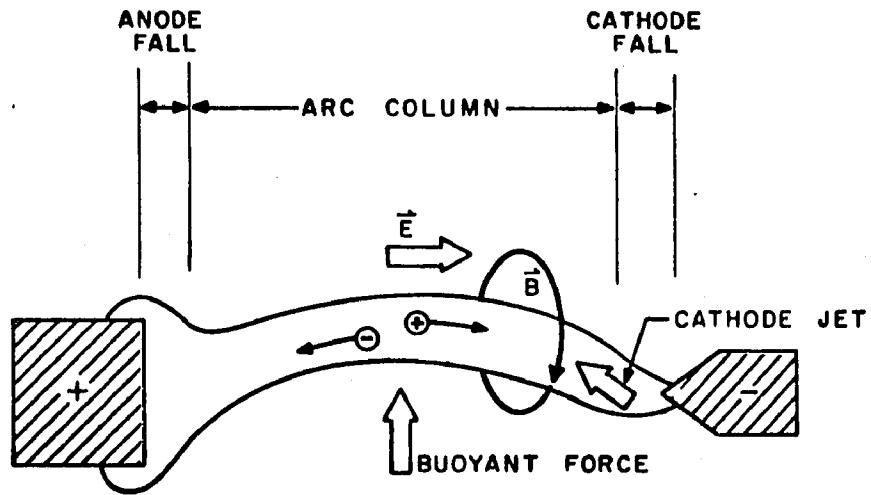 ANODE
FALL
CATHODE
FALL
ARC COLUMN
E
B
- +
CATHODE JET
+
-
BUOYANT FORCE